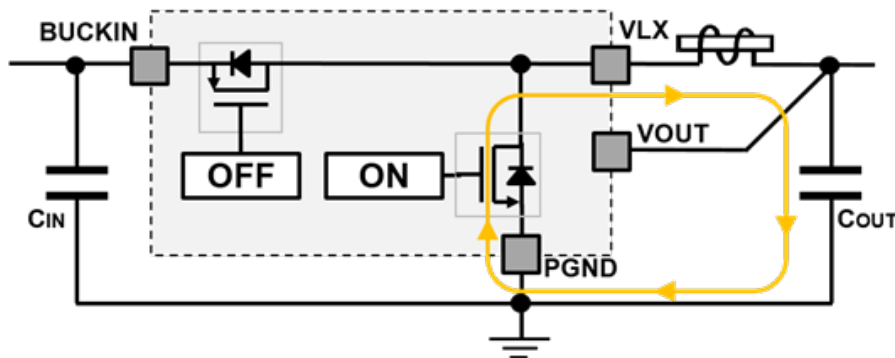 BUCKIN
VLX
VOUT
OFF
ON
CIN
COUT
PGND